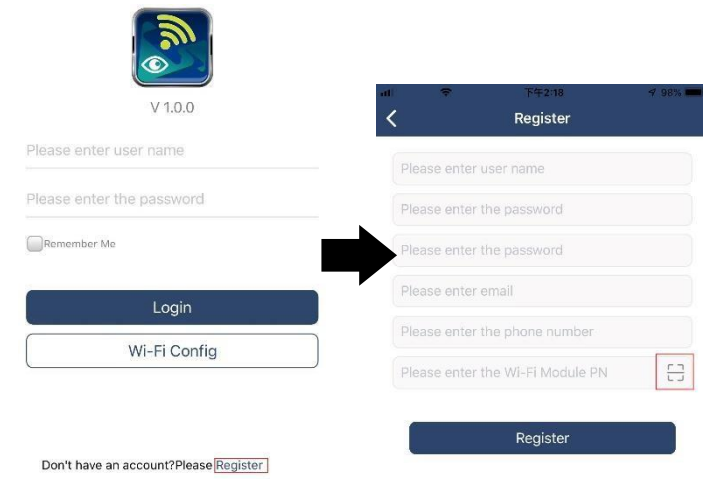 V 1.0.0
Please enter user name
Please enter the password
Remember Me
Login
Wi-Fi Config
Don't have an account?Please Register
下午2:18
98%
Register
Please enter user name
Please enter the password
Please enter the password
Please enter email
Please enter the phone number
Please enter the Wi-Fi Module PN
Register